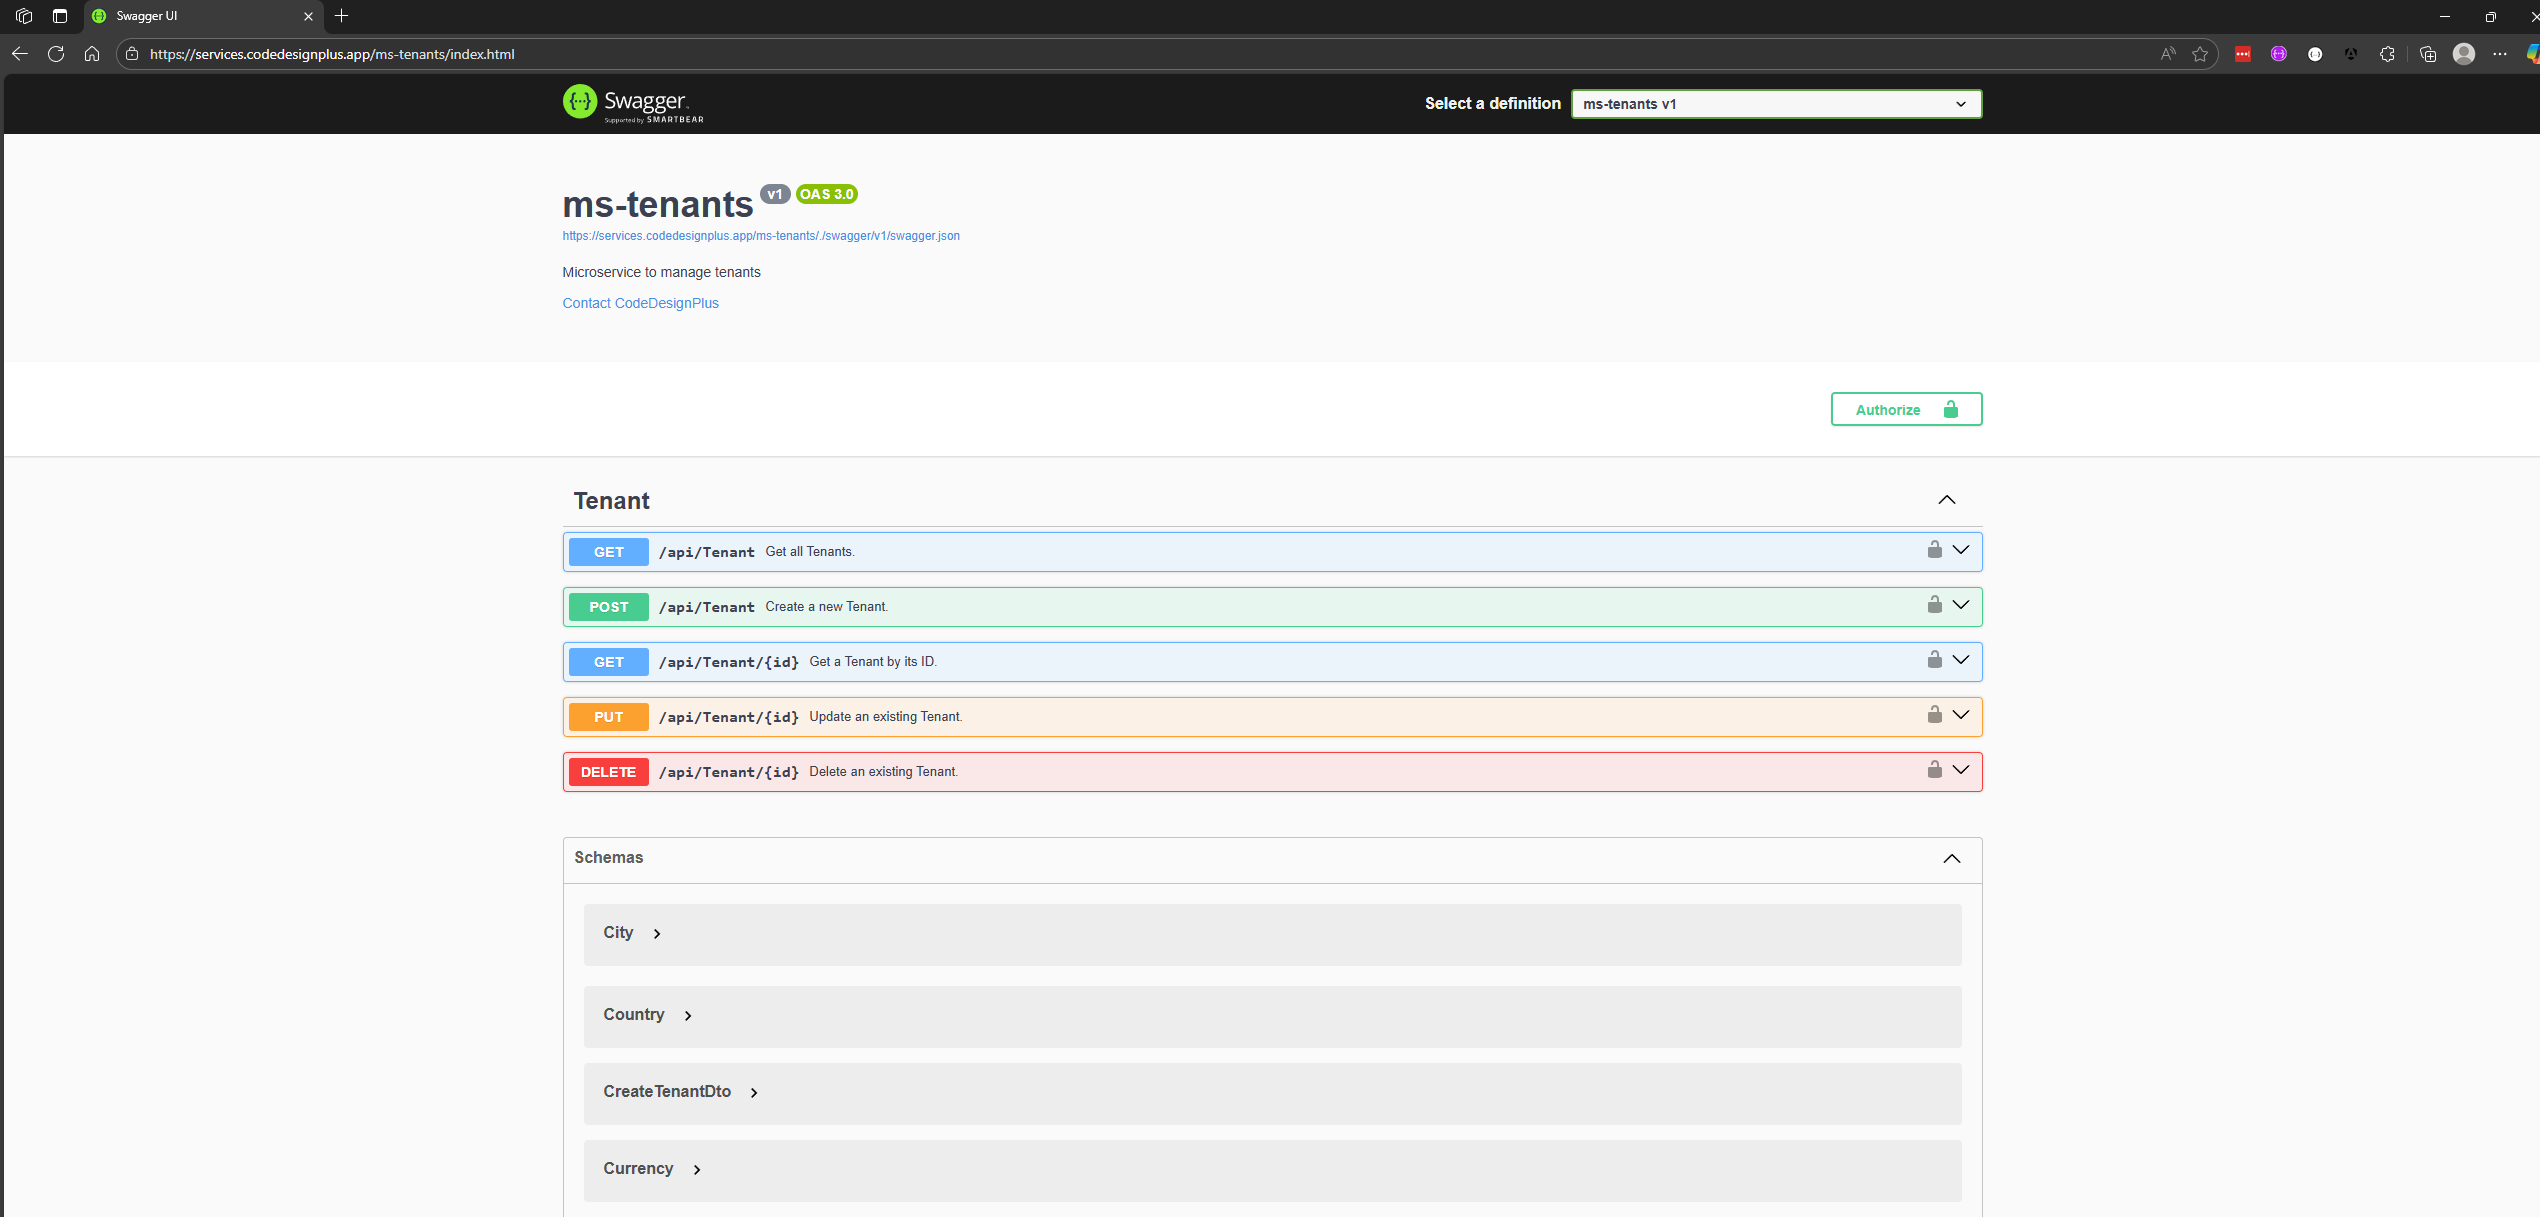 Swagger UI
https://services.codedesignplus.app/ms-tenants/index.html
Swagger
Supported by SMARTBEAR
Select a definition
ms-tenants v1
ms-tenants v1 OAS 3.0
https://services.codedesignplus.app/ms-tenants/./swagger/v1/swagger.json
Microservice to manage tenants
Contact CodeDesignPlus
Authorize
Tenant
GET /api/Tenant Get all Tenants.
POST /api/Tenant Create a new Tenant.
GET /api/Tenant/{id} Get a Tenant by its ID.
PUT /api/Tenant/{id} Update an existing Tenant.
DELETE /api/Tenant/{id} Delete an existing Tenant.
Schemas
City
Country
CreateTenantDto
Currency